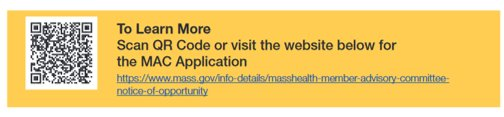 To Learn More
Scan QR Code or visit the website below for
the MAC Application
https://www.mass.gov/info-details/masshealth-member-advisory-committee-
notice-of-opportunity